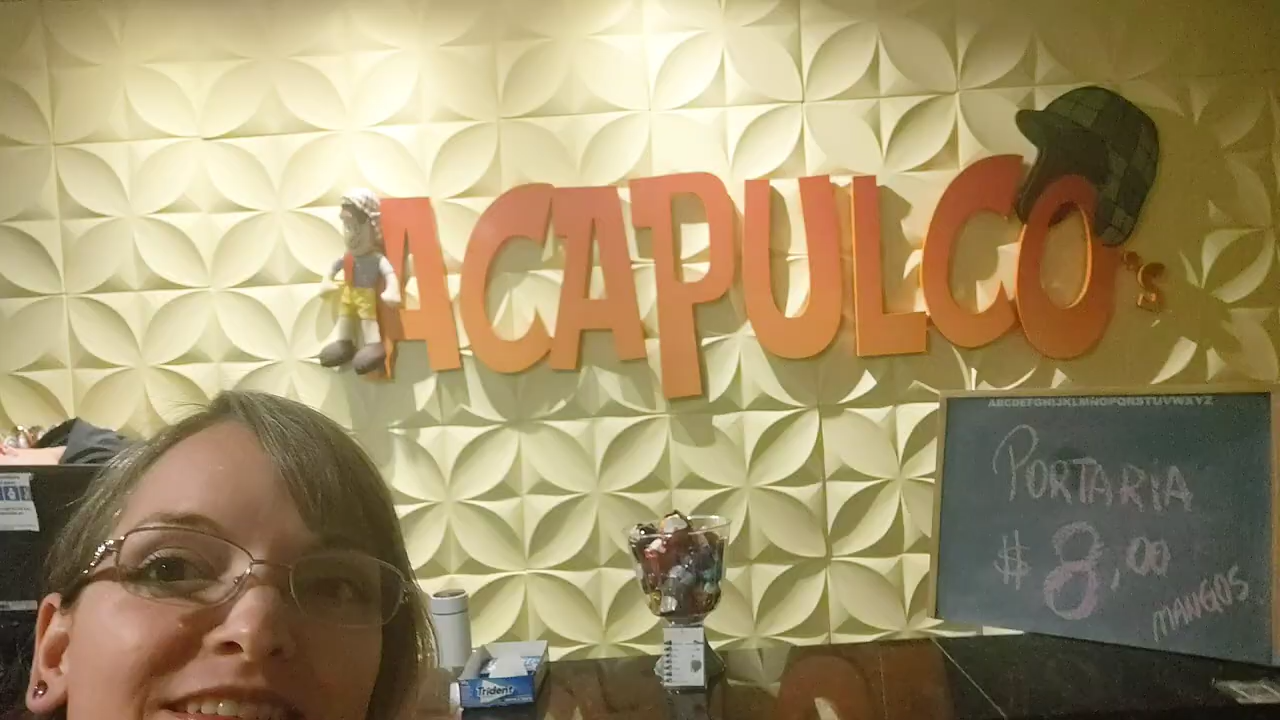 ACAPULCO's
ABCDEFGHIJKLMNOPQRSTUVWXYZ
PORTARIA
$ 8,00
MANGOS
Trident